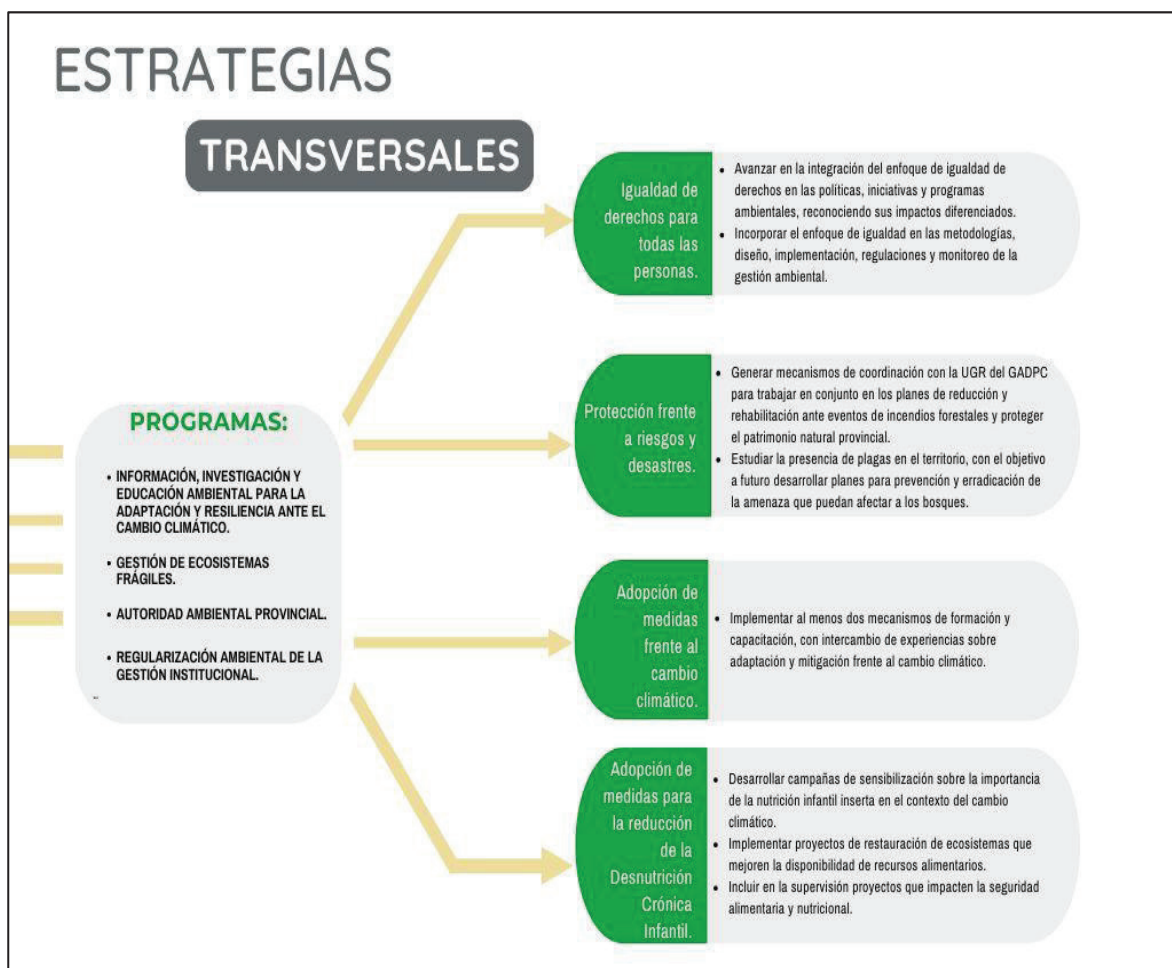 ESTRATEGIAS
TRANSVERSALES
PROGRAMAS:
• INFORMACIÓN, INVESTIGACIÓN Y
EDUCACIÓN AMBIENTAL PARA LA
ADAPTACIÓN Y RESILIENCIA ANTE EL
CAMBIO CLIMÁTICO.
• GESTIÓN DE ECOSISTEMAS
FRÁGILES.
• AUTORIDAD AMBIENTAL PROVINCIAL.
• REGULARIZACIÓN AMBIENTAL DE LA
GESTIÓN INSTITUCIONAL.
Igualdad de
derechos para
todas las
personas.
• Avanzar en la integración del enfoque de igualdad de
derechos en las políticas, iniciativas y programas
ambientales, reconociendo sus impactos diferenciados.
• Incorporar el enfoque de igualdad en las metodologías,
diseño, implementación, regulaciones y monitoreo de la
gestión ambiental.
Protección frente
a riesgos y
desastres.
• Generar mecanismos de coordinación con la UGR del GADPC
para trabajar en conjunto en los planes de reducción y
rehabilitación ante eventos de incendios forestales y proteger
el patrimonio natural provincial.
• Estudiar la presencia de plagas en el territorio, con el objetivo
a futuro desarrollar planes para prevención y erradicación de
la amenaza que puedan afectar a los bosques.
Adopción de
medidas
frente al
cambio
climático.
• Implementar al menos dos mecanismos de formación y
capacitación, con intercambio de experiencias sobre
adaptación y mitigación frente al cambio climático.
Adopción de
medidas para
la reducción
de la
Desnutrición
Crónica
Infantil.
• Desarrollar campañas de sensibilización sobre la importancia
de la nutrición infantil inserta en el contexto del cambio
climático.
• Implementar proyectos de restauración de ecosistemas que
mejoren la disponibilidad de recursos alimentarios.
• Incluir en la supervisión proyectos que impacten la seguridad
alimentaria y nutricional.